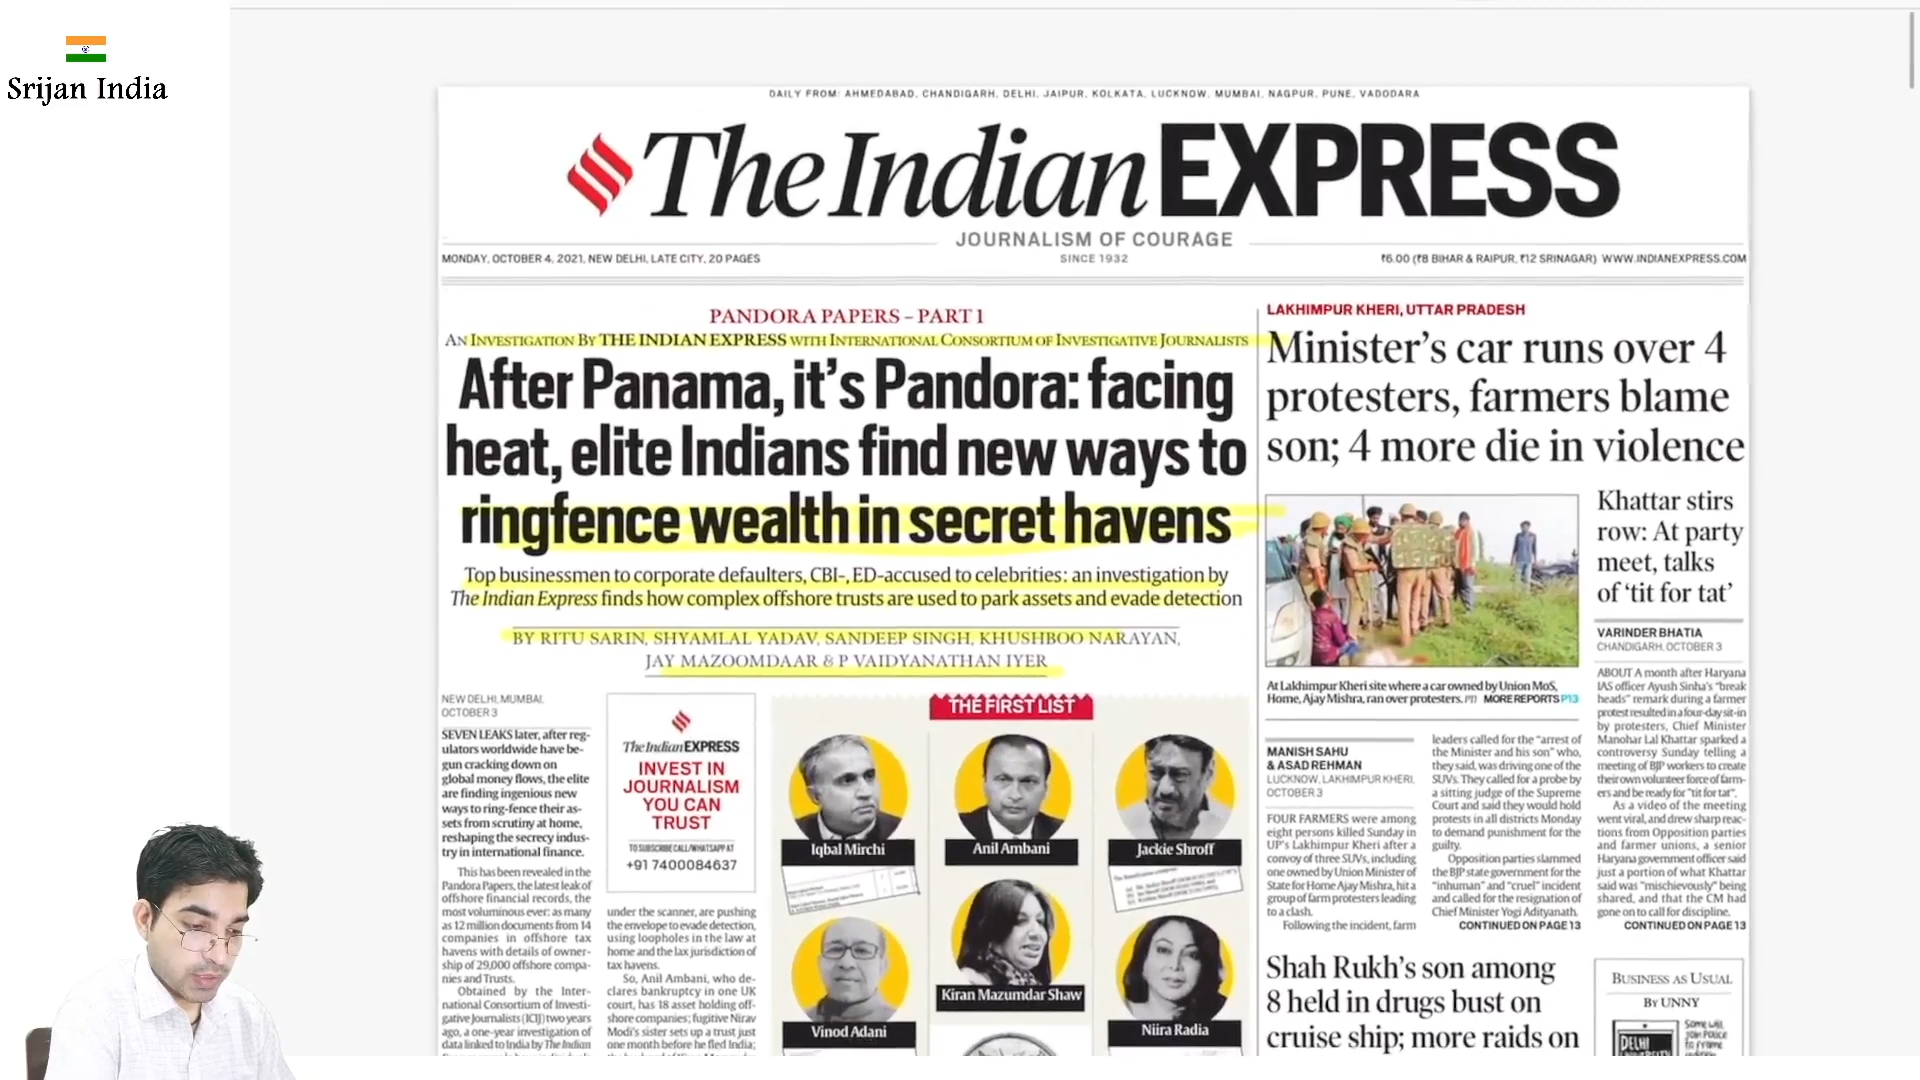 Srijan India
DAILY FROM: AHMEDABAD, CHANDIGARH, DELHI, JAIPUR, KOLKATA, LUCKNOW, MUMBAI, NAGPUR, PUNE, VADODARA
The Indian EXPRESS
JOURNALISM OF COURAGE
MONDAY, OCTOBER 4, 2021, NEW DELHI, LATE CITY, 20 PAGES
SINCE 1932
₹6.00 (₹8 BIHAR & RAIPUR, ₹12 SRINAGAR) WWW.INDIANEXPRESS.COM
PANDORA PAPERS – PART 1
AN INVESTIGATION BY THE INDIAN EXPRESS WITH INTERNATIONAL CONSORTIUM OF INVESTIGATIVE JOURNALISTS
After Panama, it's Pandora: facing
heat, elite Indians find new ways to
ringfence wealth in secret havens
Top businessmen to corporate defaulters, CBI-, ED-accused to celebrities: an investigation by
The Indian Express finds how complex offshore trusts are used to park assets and evade detection
BY RITU SARIN, SHYAMLAL YADAV, SANDEEP SINGH, KHUSHBOO NARAYAN,
JAY MAZOOMDAAR & P VAIDYANATHAN IYER
NEW DELHI, MUMBAI,
OCTOBER 3
SEVEN LEAKS later, after reg-
ulators worldwide have be-
gun cracking down on
global money flows, the elite
are finding ingenious new
ways to ring-fence their as-
sets from scrutiny at home,
reshaping the secrecy indus-
try in international finance.
This has been revealed in the
Pandora Papers, the latest leak of
offshore financial records, the
most voluminous ever: as many
as 12 million documents from 14
companies in offshore tax
havens with details of owner-
ship of 29,000 offshore compa-
nies and Trusts.
Obtained by the Inter-
national Consortium of Investi-
gative Journalists (ICIJ) two years
ago, a one-year investigation of
data linked to India by The Indian
The Indian EXPRESS
INVEST IN
JOURNALISM
YOU CAN
TRUST
TO SUBSCRIBE CALL/WHATSAPP AT
+91 7400084637
under the scanner, are pushing
the envelope to evade detection,
using loopholes in the law at
home and the lax jurisdiction of
tax havens.
So, Anil Ambani, who de-
clares bankruptcy in one UK
court, has 18 asset holding off-
shore companies; fugitive Nirav
Modi's sister sets up a trust just
one month before he fled India;
THE FIRST LIST
Iqbal Mirchi
Anil Ambani
Jackie Shroff
Vinod Adani
Kiran Mazumdar Shaw
Niira Radia
LAKHIMPUR KHERI, UTTAR PRADESH
Minister's car runs over 4
protesters, farmers blame
son; 4 more die in violence
At Lakhimpur Kheri site where a car owned by Union MoS,
Home, Ajay Mishra, ran over protesters. PTI MORE REPORTS P13
MANISH SAHU
& ASAD REHMAN
LUCKNOW, LAKHIMPUR KHERI,
OCTOBER 3
FOUR FARMERS were among
eight persons killed Sunday in
UP's Lakhimpur Kheri after a
convoy of three SUVs, including
one owned by Union Minister of
State for Home Ajay Mishra, hit a
group of farm protesters leading
to a clash.
Following the incident, farm
leaders called for the "arrest of
the Minister and his son" who,
they said, was driving one of the
SUVs. They called for a probe by
a sitting judge of the Supreme
Court and said they would hold
protests in all districts Monday
to demand punishment for the
guilty.
Opposition parties slammed
the BJP state government for the
"inhuman" and "cruel" incident
and called for the resignation of
Chief Minister Yogi Adityanath.
CONTINUED ON PAGE 13
Khattar stirs
row: At party
meet, talks
of 'tit for tat'
VARINDER BHATIA
CHANDIGARH, OCTOBER 3
ABOUT A month after Haryana
IAS officer Ayush Sinha's "break
heads" remark during a farmer
protest resulted in a four-day sit-in
by protesters, Chief Minister
Manohar Lal Khattar sparked a
controversy Sunday telling a
meeting of BJP workers to create
their own volunteer force of farm-
ers and be ready for "tit for tat".
As a video of the meeting
went viral, and drew sharp reac-
tions from Opposition parties
and farmer unions, a senior
Haryana government officer said
just a portion of what Khattar
said was "mischievously" being
shared, and that the CM had
gone on to call for discipline.
CONTINUED ON PAGE 13
Shah Rukh's son among
8 held in drugs bust on
cruise ship; more raids on
BUSINESS AS USUAL
BY UNNY
DELHI